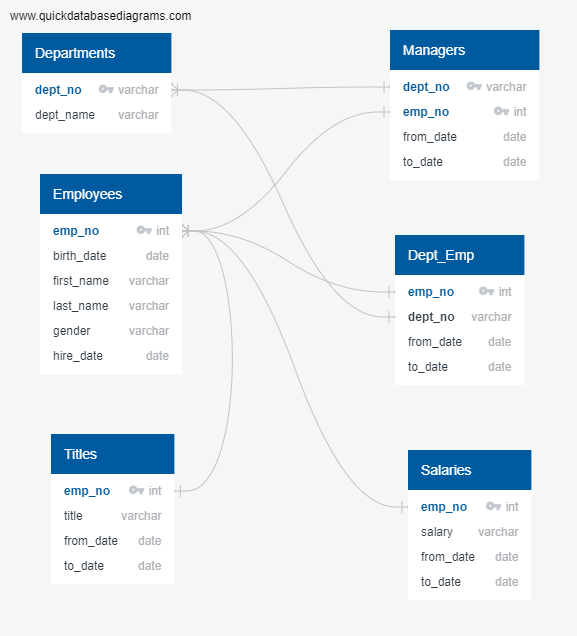 www.quickdatabasediagrams.com
Departments
dept_no varchar
dept_name varchar
Managers
dept_no varchar
emp_no int
from_date date
to_date date
Employees
emp_no int
birth_date date
first_name varchar
last_name varchar
gender varchar
hire_date date
Dept_Emp
emp_no int
dept_no varchar
from_date date
to_date date
Titles
emp_no int
title varchar
from_date date
to_date date
Salaries
emp_no int
salary varchar
from_date date
to_date date